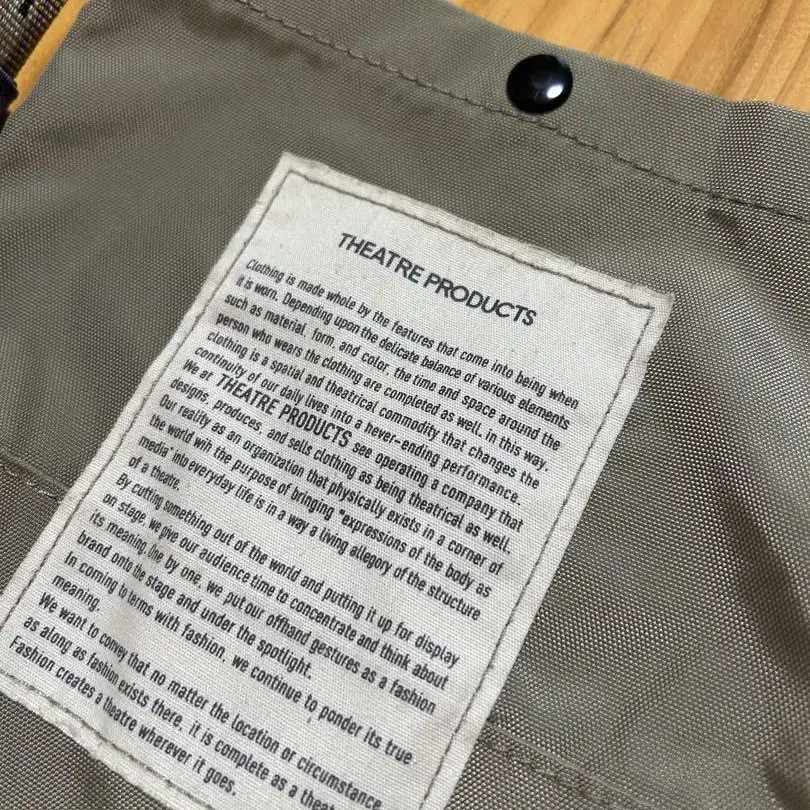 THEATRE PRODUCTS
Clothing is made whole by the features that come into being when
it is worn. Depending upon the delicate balance of various elements
such as material, form, and color, the time and space around the
person who wears the clothing are completed as well, in this way,
clothing is a spatial and theatrical commodity that changes the
continuity of our daily lives into a hever-ending performance.
We at THEATRE PRODUCTS see operating a company that
designs, produces, and sells clothing as being theatrical as well.
Our reality as an organization that physically exists in a corner of
the world wih the purpose of bringing "expressions of the body as
media" into everyday life is in a way a living allegory of the structure
of a theatre.
By cutting something out of the world and putting it up for display
on stage, we give our audience time to concentrate and think about
its meaning. One by one, we put our offhand gestures as a fashion
brand onto the stage and under the spotlight.
In coming to terms with fashion, we continue to ponder its true
meaning.
We want to convey that no matter the location or circumstance
as along as fashion exists there, it is complete as a theat
Fashion creates a theatre wherever it goes.